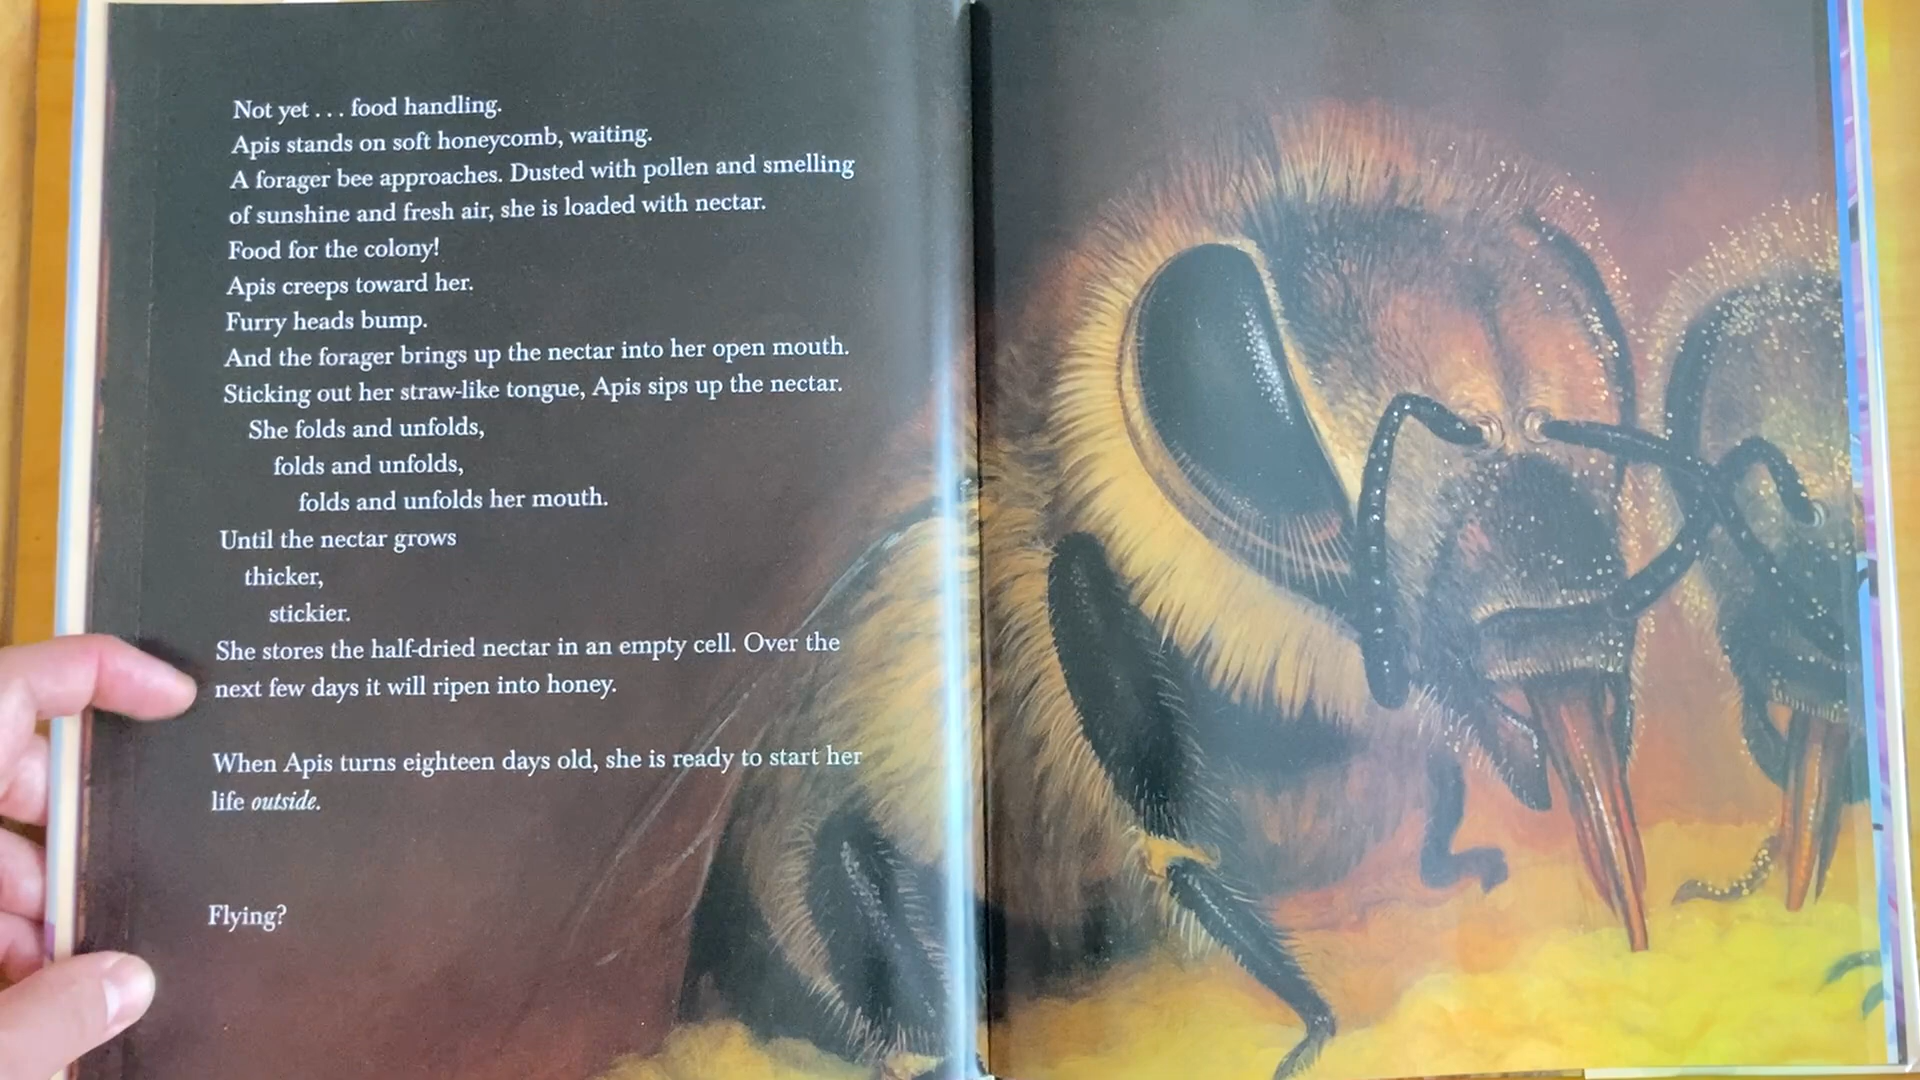 Not yet . . . food handling.
Apis stands on soft honeycomb, waiting.
A forager bee approaches. Dusted with pollen and smelling
of sunshine and fresh air, she is loaded with nectar.
Food for the colony!
Apis creeps toward her.
Furry heads bump.
And the forager brings up the nectar into her open mouth.
Sticking out her straw-like tongue, Apis sips up the nectar.
She folds and unfolds,
folds and unfolds,
folds and unfolds her mouth.
Until the nectar grows
thicker,
stickier.
She stores the half-dried nectar in an empty cell. Over the
next few days it will ripen into honey.
When Apis turns eighteen days old, she is ready to start her
life outside.
Flying?